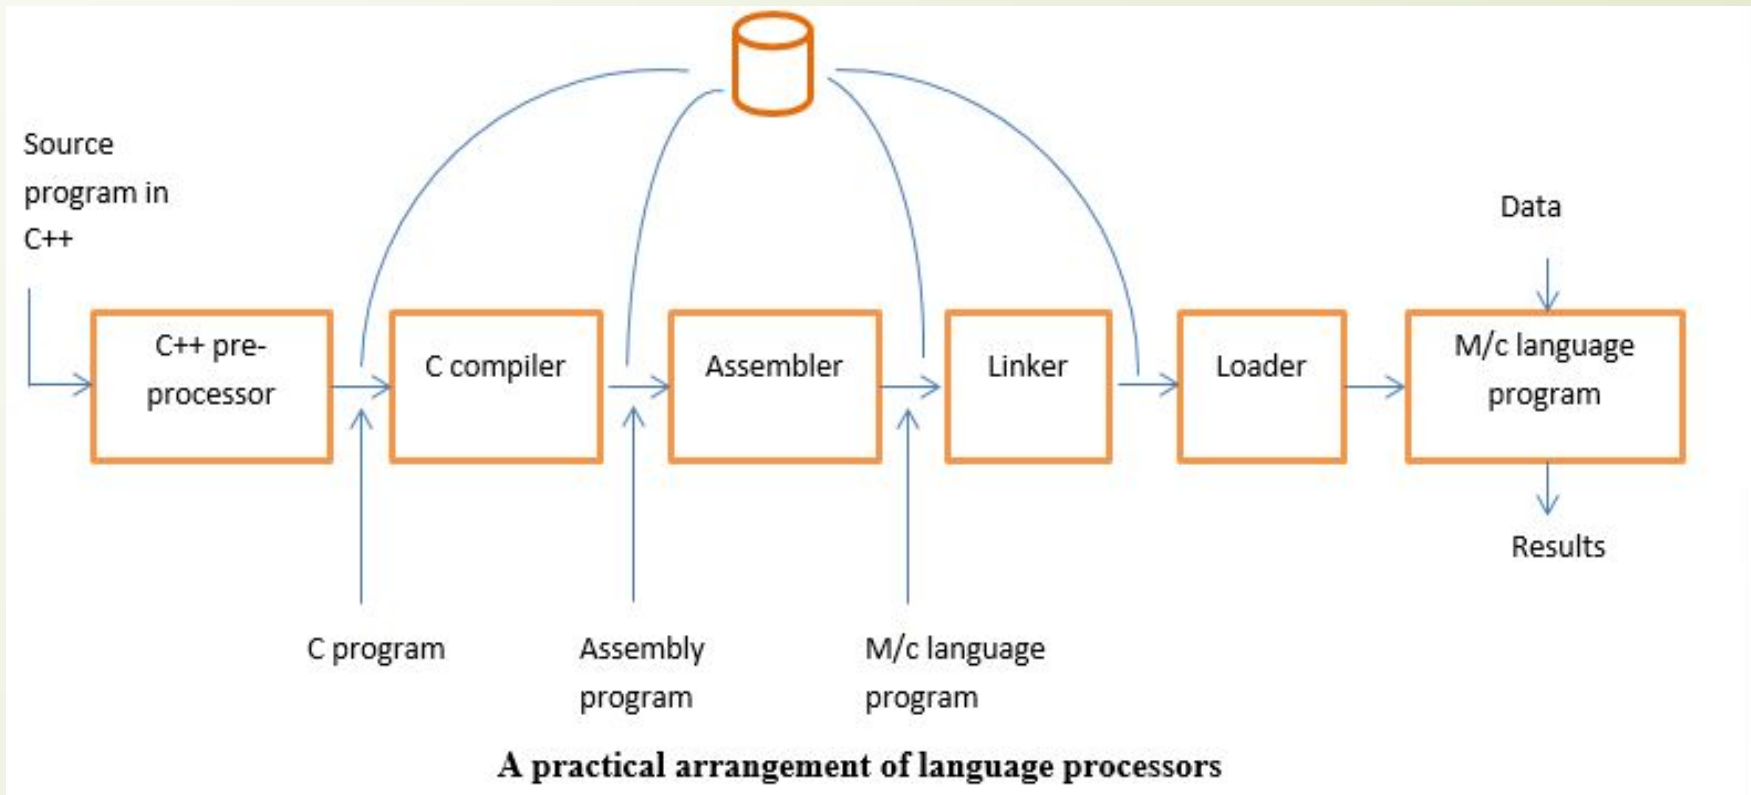 Source
program in
C++
Data
C++ pre-
processor
C compiler
Assembler
Linker
Loader
M/c language
program
Results
C program
Assembly
program
M/c language
program
A practical arrangement of language processors